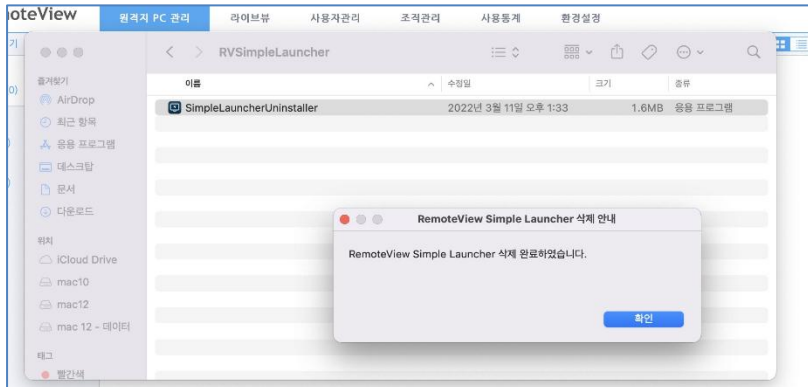 oteView 원격지 PC 관리 라이브뷰 사용자관리 조직관리 사용통계 환경설정
RVSimpleLauncher
즐겨찾기
AirDrop
최근 항목
응용 프로그램
데스크탑
문서
다운로드
위치
iCloud Drive
mac10
mac12
mac 12 - 데이터
태그
빨간색
이름 수정일 크기 종류
SimpleLauncherUninstaller 2022년 3월 11일 오후 1:33 1.6MB 응용 프로그램
RemoteView Simple Launcher 삭제 안내
RemoteView Simple Launcher 삭제 완료하였습니다.
확인